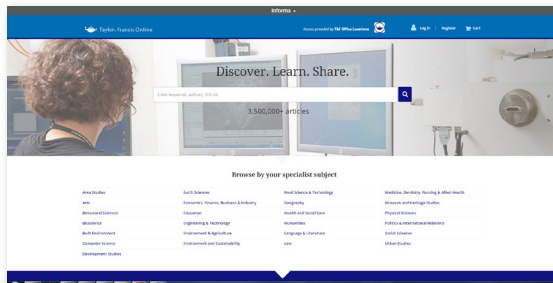 informa
Taylor & Francis Online
Access provided by T&F Office Locations
Log in | Register Cart
Discover. Learn. Share.
Enter keywords, authors, DOI etc.
3,500,000+ articles
Browse by your specialist subject
Area Studies
Earth Sciences
Food Science & Technology
Medicine, Dentistry, Nursing & Allied Health
Arts
Economics, Finance, Business & Industry
Geography
Museum and Heritage Studies
Behavioral Sciences
Education
Health and Social Care
Physical Sciences
Bioscience
Engineering & Technology
Humanities
Politics & International Relations
Built Environment
Environment & Agriculture
Language & Literature
Social Sciences
Computer Science
Environment and Sustainability
Law
Urban Studies
Development Studies